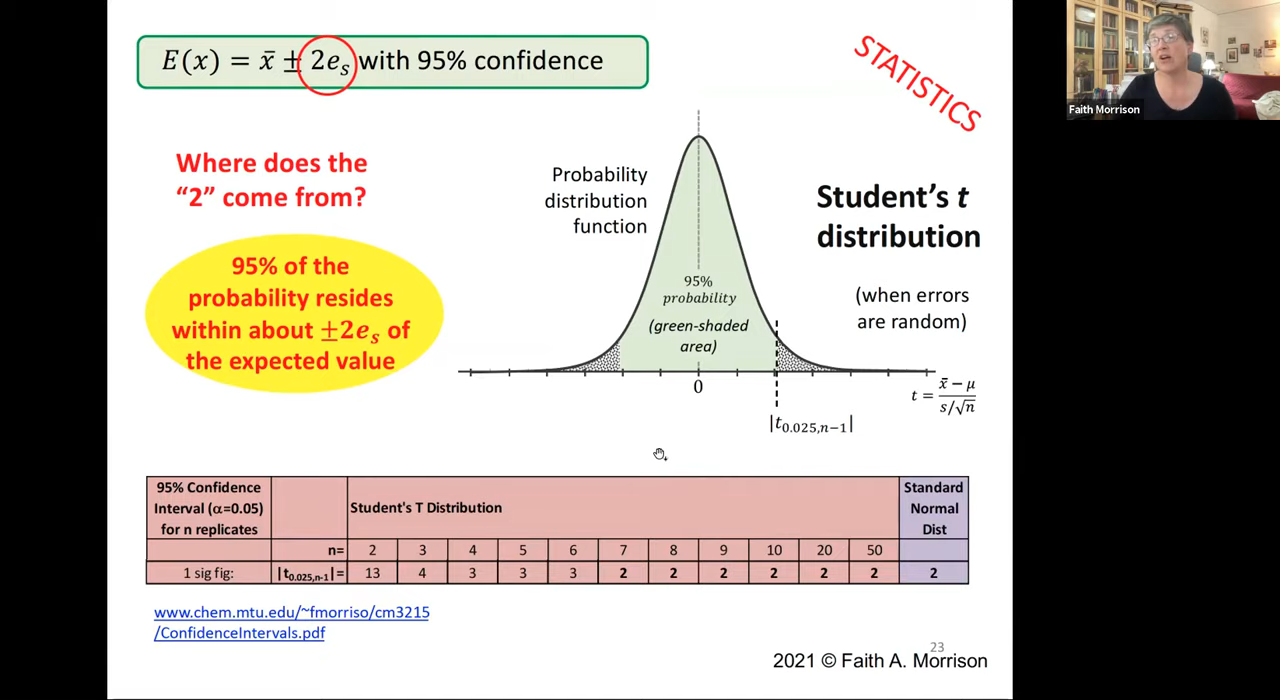 E(x) = x̄ ± 2eₛ with 95% confidence
STATISTICS
Faith Morrison
Where does the
“2” come from?
95% of the
probability resides
within about ±2eₛ of
the expected value
Probability
distribution
function
95%
probability
(green-shaded
area)
Student’s t
distribution
(when errors
are random)
0
t = (x̄ − μ)/(s/√n)
|t₀.₀₂₅,ₙ₋₁|
95% Confidence
Interval (α=0.05)
for n replicates
Student's T Distribution
Standard
Normal
Dist
n= 2 3 4 5 6 7 8 9 10 20 50
1 sig fig: |t₀.₀₂₅,ₙ₋₁|= 13 4 3 3 3 2 2 2 2 2 2 2
www.chem.mtu.edu/~fmorriso/cm3215
/ConfidenceIntervals.pdf
23
2021 © Faith A. Morrison